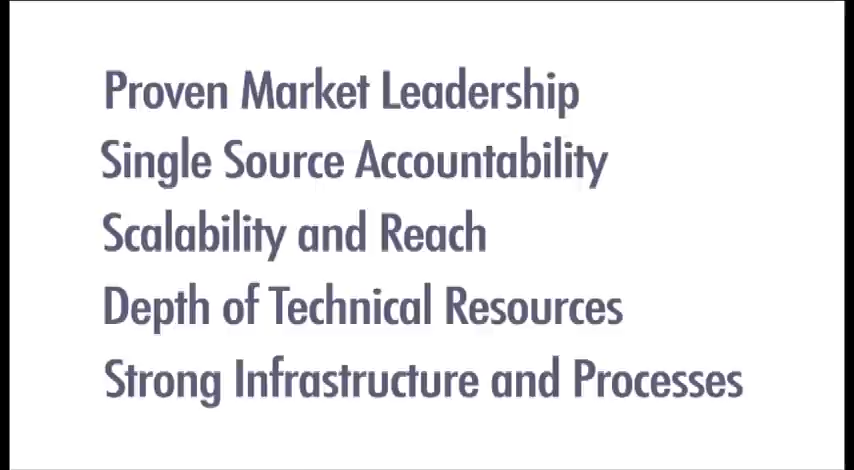 Proven Market Leadership
Single Source Accountability
Scalability and Reach
Depth of Technical Resources
Strong Infrastructure and Processes